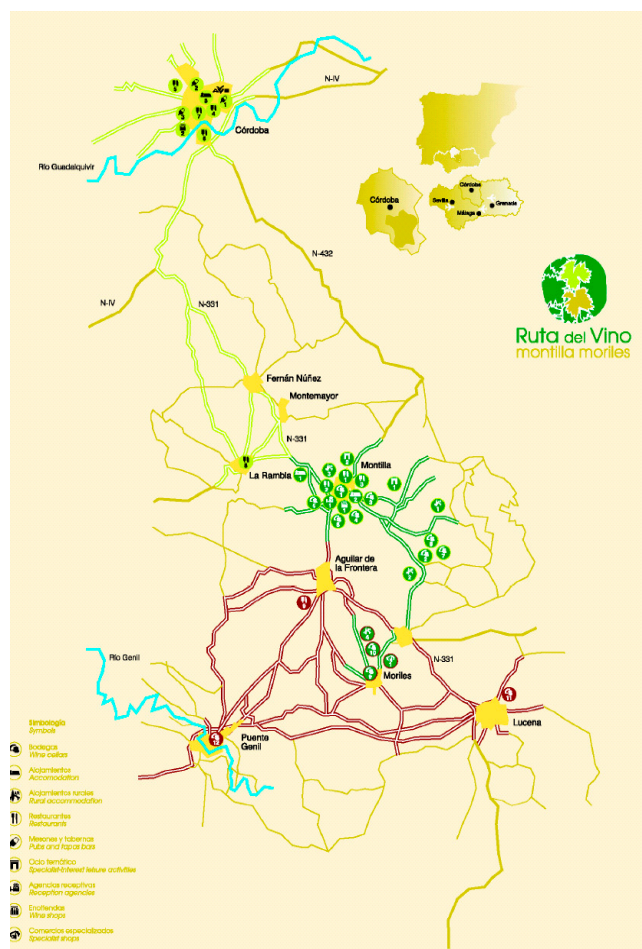 N-IV
Córdoba
Río Guadalquivir
Córdoba
Córdoba
Sevilla
Granada
Málaga
N-432
N-IV
N-331
Ruta del Vino
montilla moriles
Fernán Núñez
Montemayor
N-331
Montilla
La Rambla
Aguilar de
la Frontera
Río Genil
N-331
Moriles
Lucena
Puente
Genil
Simbología
Symbols
Bodegas
Wine cellars
Alojamientos
Accomodation
Alojamientos rurales
Rural accommodation
Restaurantes
Restaurants
Mesones y tabernas
Pubs and tapas bars
Ocio temático
Specialist-interest leisure activities
Agencias receptivas
Reception agencies
Enotiendas
Wine shops
Comercios especializados
Specialist shops